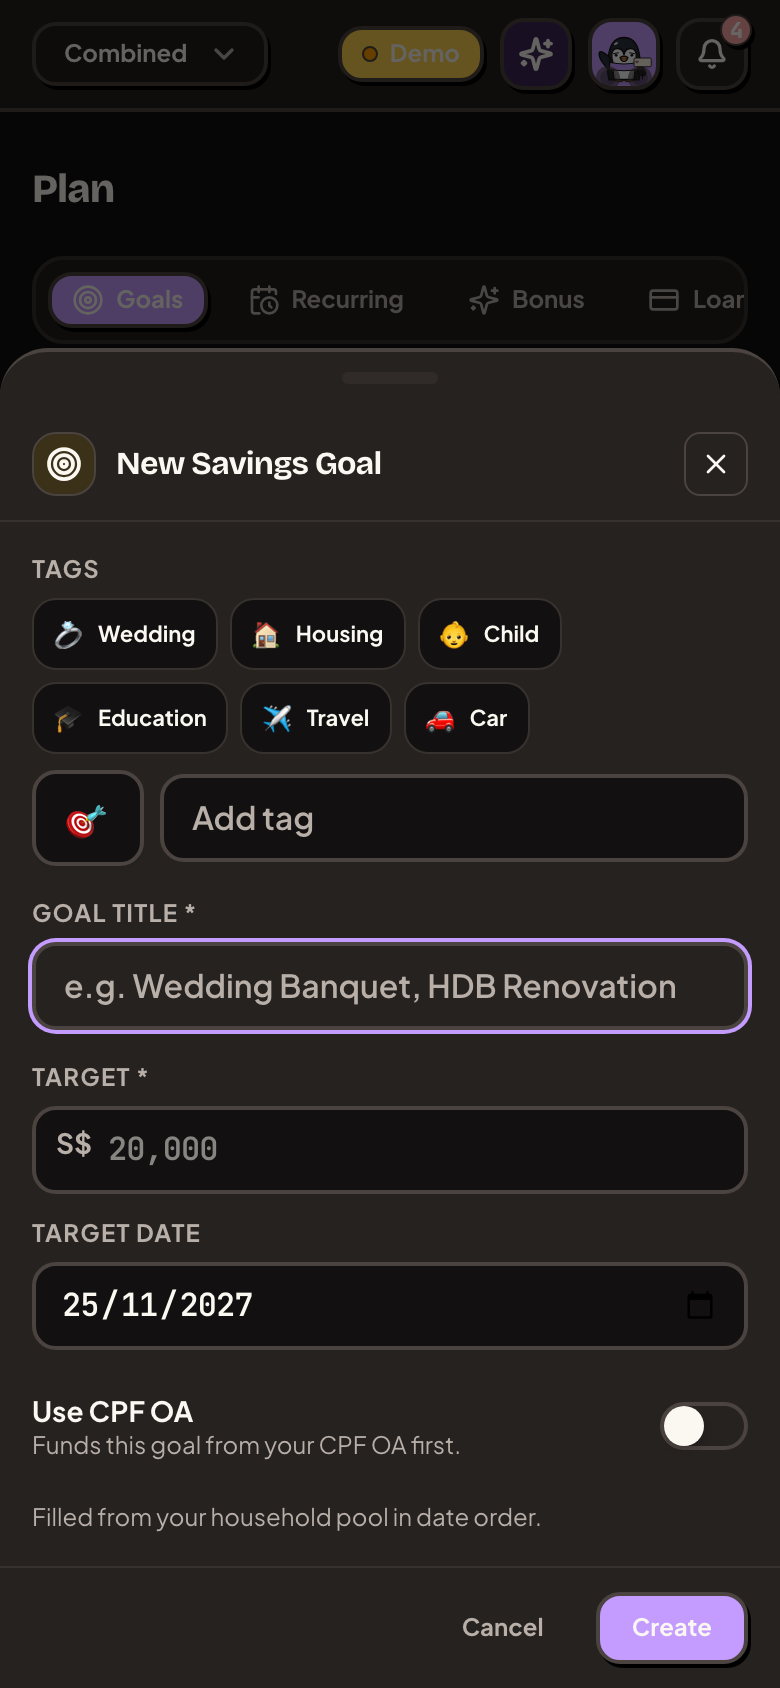 Combined
Demo
4
Plan
Goals
Recurring
Bonus
Loar
New Savings Goal
TAGS
Wedding
Housing
Child
Education
Travel
Car
Add tag
GOAL TITLE *
e.g. Wedding Banquet, HDB Renovation
TARGET *
S$ 20,000
TARGET DATE
25/11/2027
Use CPF OA
Funds this goal from your CPF OA first.
Filled from your household pool in date order.
Cancel
Create